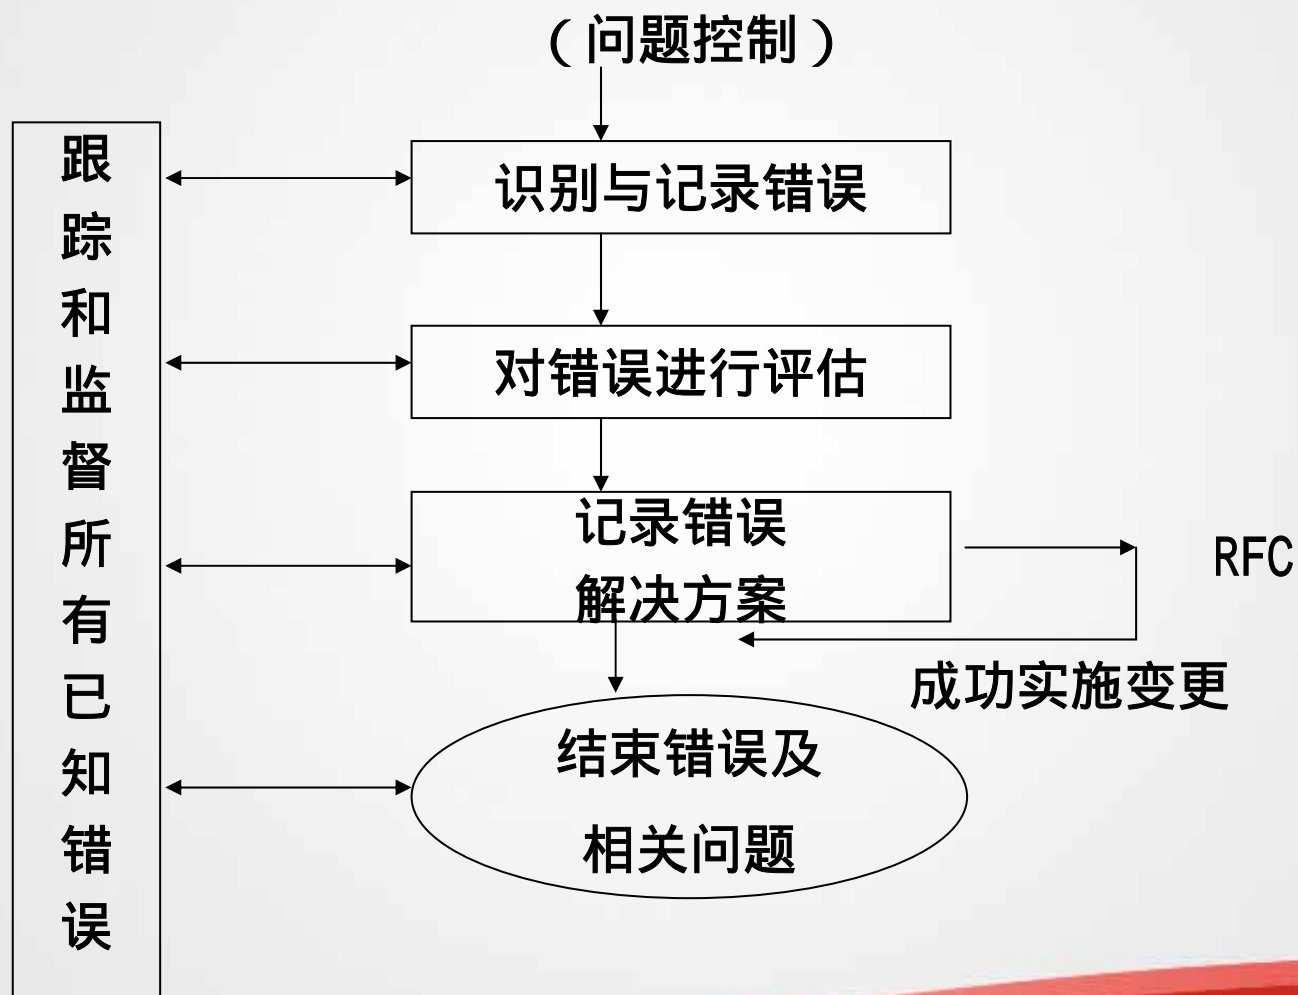 （问题控制）
跟
踪
和
监
督
所
有
已
知
错
误
识别与记录错误
对错误进行评估
记录错误
解决方案
RFC
成功实施变更
结束错误及
相关问题